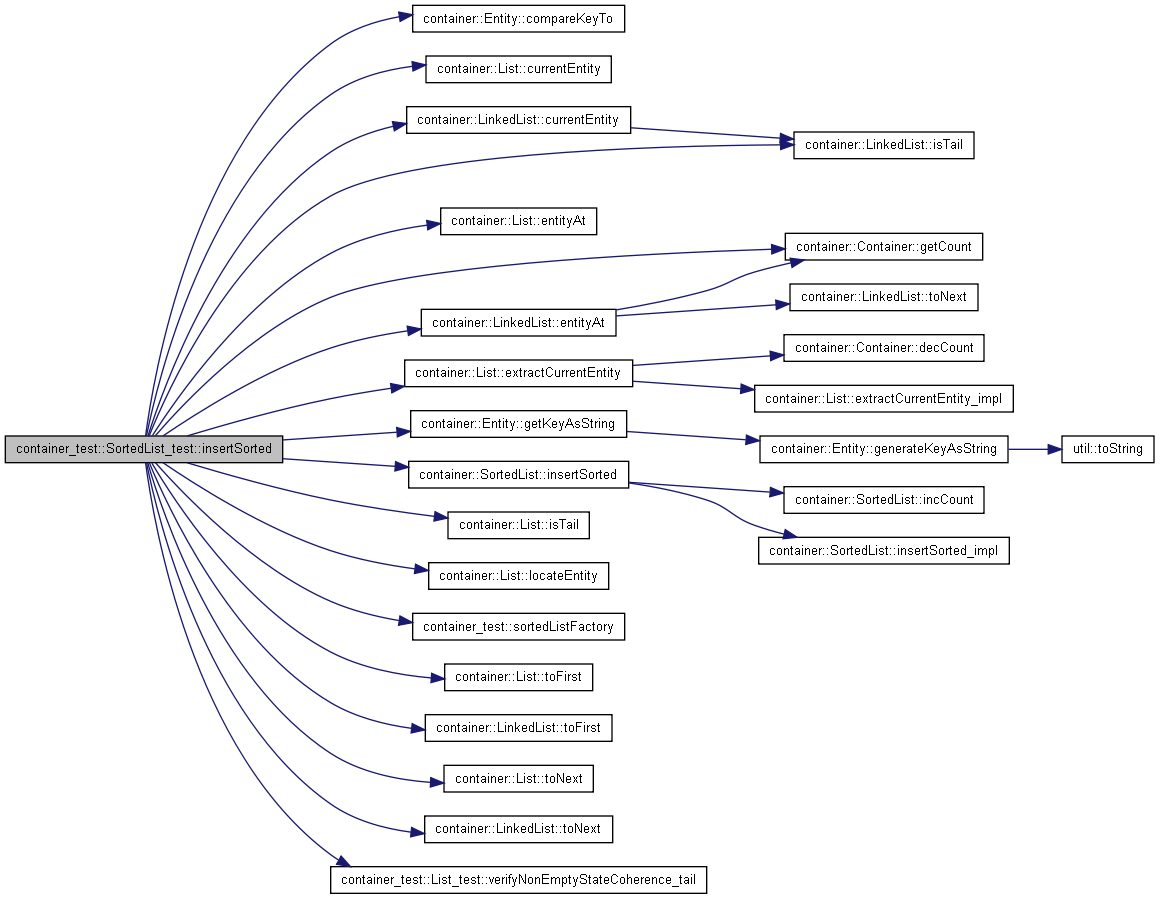 container::Entity::compareKeyTo
container::List::currentEntity
container::LinkedList::currentEntity
container::LinkedList::isTail
container::List::entityAt
container::Container::getCount
container::LinkedList::toNext
container::LinkedList::entityAt
container::Container::decCount
container::List::extractCurrentEntity
container::List::extractCurrentEntity_impl
container::Entity::getKeyAsString
container_test::SortedList_test::insertSorted
container::Entity::generateKeyAsString
util::toString
container::SortedList::insertSorted
container::SortedList::incCount
container::List::isTail
container::SortedList::insertSorted_impl
container::List::locateEntity
container_test::sortedListFactory
container::List::toFirst
container::LinkedList::toFirst
container::List::toNext
container::LinkedList::toNext
container_test::List_test::verifyNonEmptyStateCoherence_tail